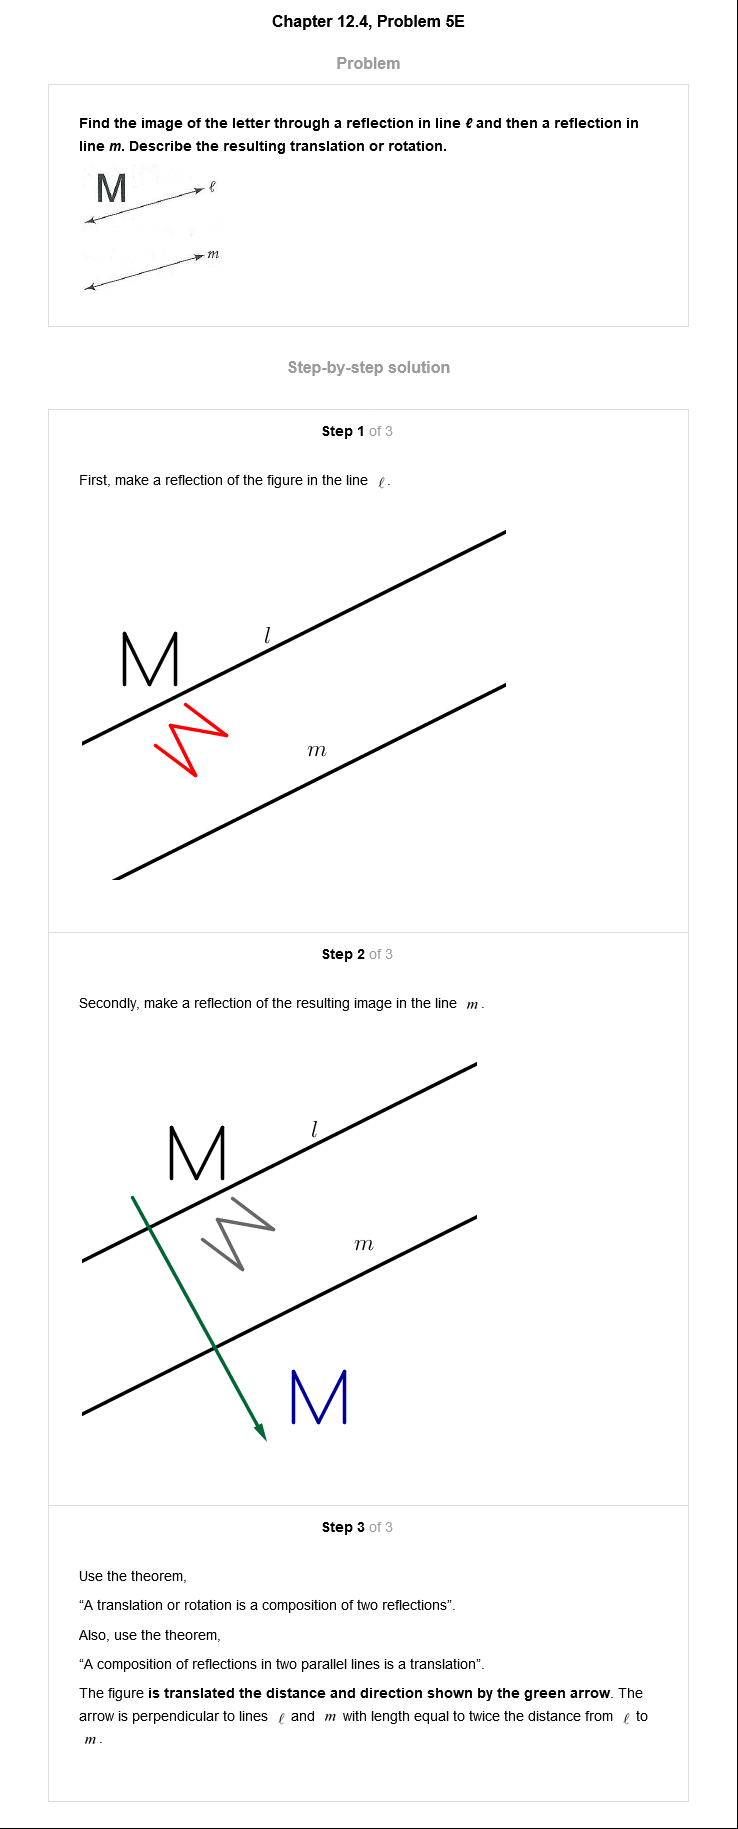 Chapter 12.4, Problem 5E
Problem
Find the image of the letter through a reflection in line ℓ and then a reflection in
line m. Describe the resulting translation or rotation.
M
ℓ
m
Step-by-step solution
Step 1 of 3
First, make a reflection of the figure in the line ℓ.
l
M
M
m
Step 2 of 3
Secondly, make a reflection of the resulting image in the line m.
M
l
M
m
M
Step 3 of 3
Use the theorem,
“A translation or rotation is a composition of two reflections”.
Also, use the theorem,
“A composition of reflections in two parallel lines is a translation”.
The figure is translated the distance and direction shown by the green arrow. The
arrow is perpendicular to lines ℓ and m with length equal to twice the distance from ℓ to
m.